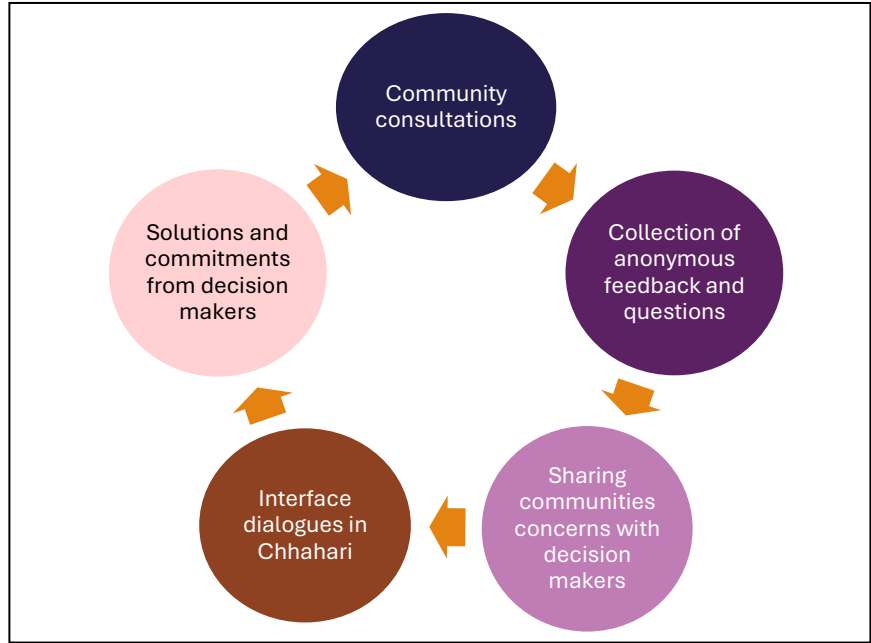 Community
consultations
Collection of
anonymous
feedback and
questions
Sharing
communities
concerns with
decision
makers
Interface
dialogues in
Chhahari
Solutions and
commitments
from decision
makers